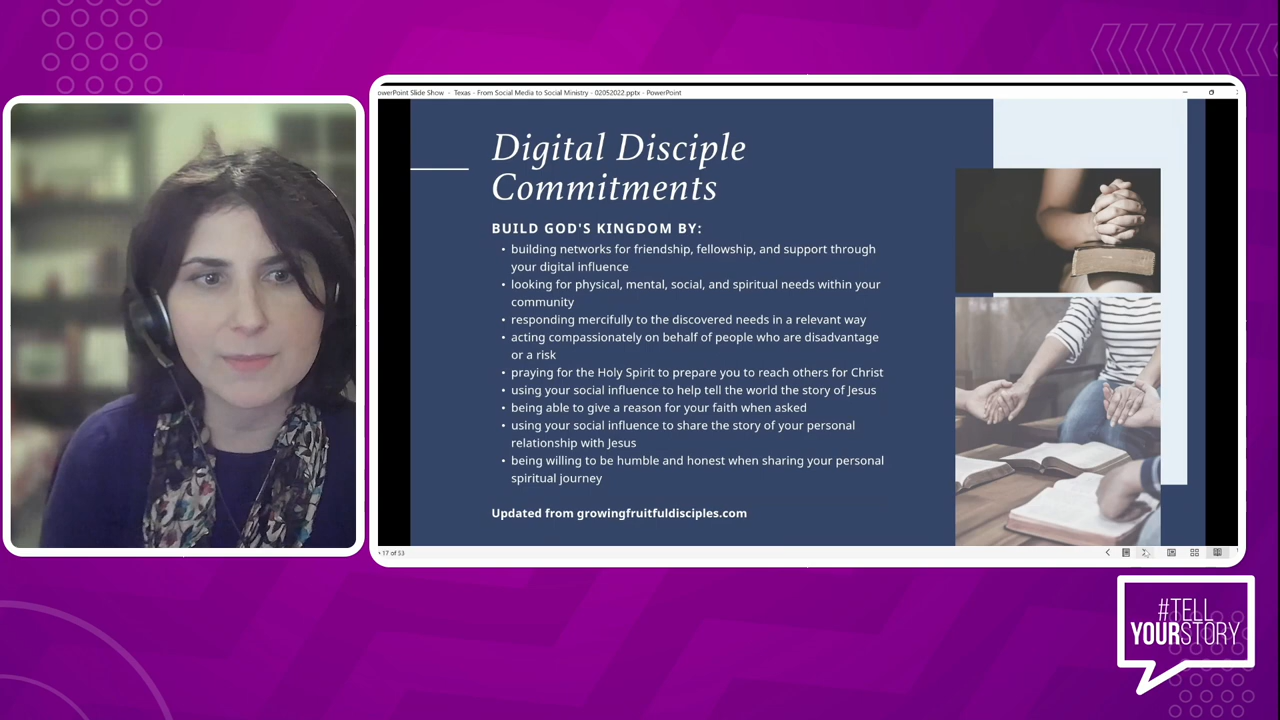 owerPoint Slide Show - Texas - From Social Media to Social Ministry - 02052022.pptx - PowerPoint
Digital Disciple
Commitments
BUILD GOD'S KINGDOM BY:
• building networks for friendship, fellowship, and support through
your digital influence
• looking for physical, mental, social, and spiritual needs within your
community
• responding mercifully to the discovered needs in a relevant way
• acting compassionately on behalf of people who are disadvantage
or a risk
• praying for the Holy Spirit to prepare you to reach others for Christ
• using your social influence to help tell the world the story of Jesus
• being able to give a reason for your faith when asked
• using your social influence to share the story of your personal
relationship with Jesus
• being willing to be humble and honest when sharing your personal
spiritual journey
Updated from growingfruitfuldisciples.com
17 of 53
#TELL
YOURSTORY